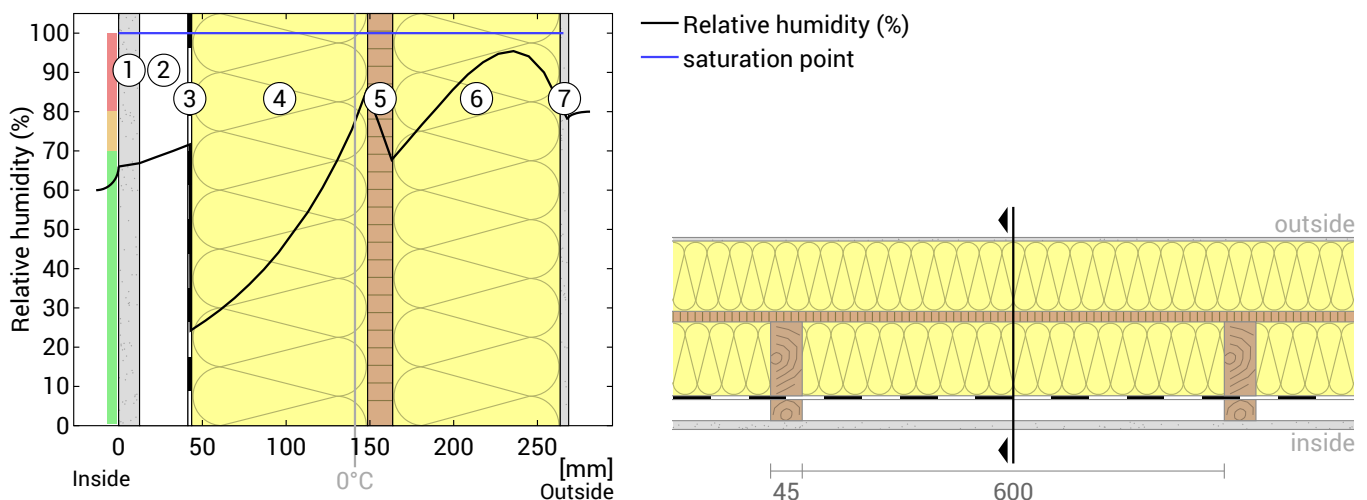 Relative humidity (%)
100
90
80
70
60
50
40
30
20
10
0
1
2
3
4
5
6
7
0
50
100
150
200
250
[mm]
Inside
0°C
Outside
Relative humidity (%)
saturation point
outside
inside
45
600